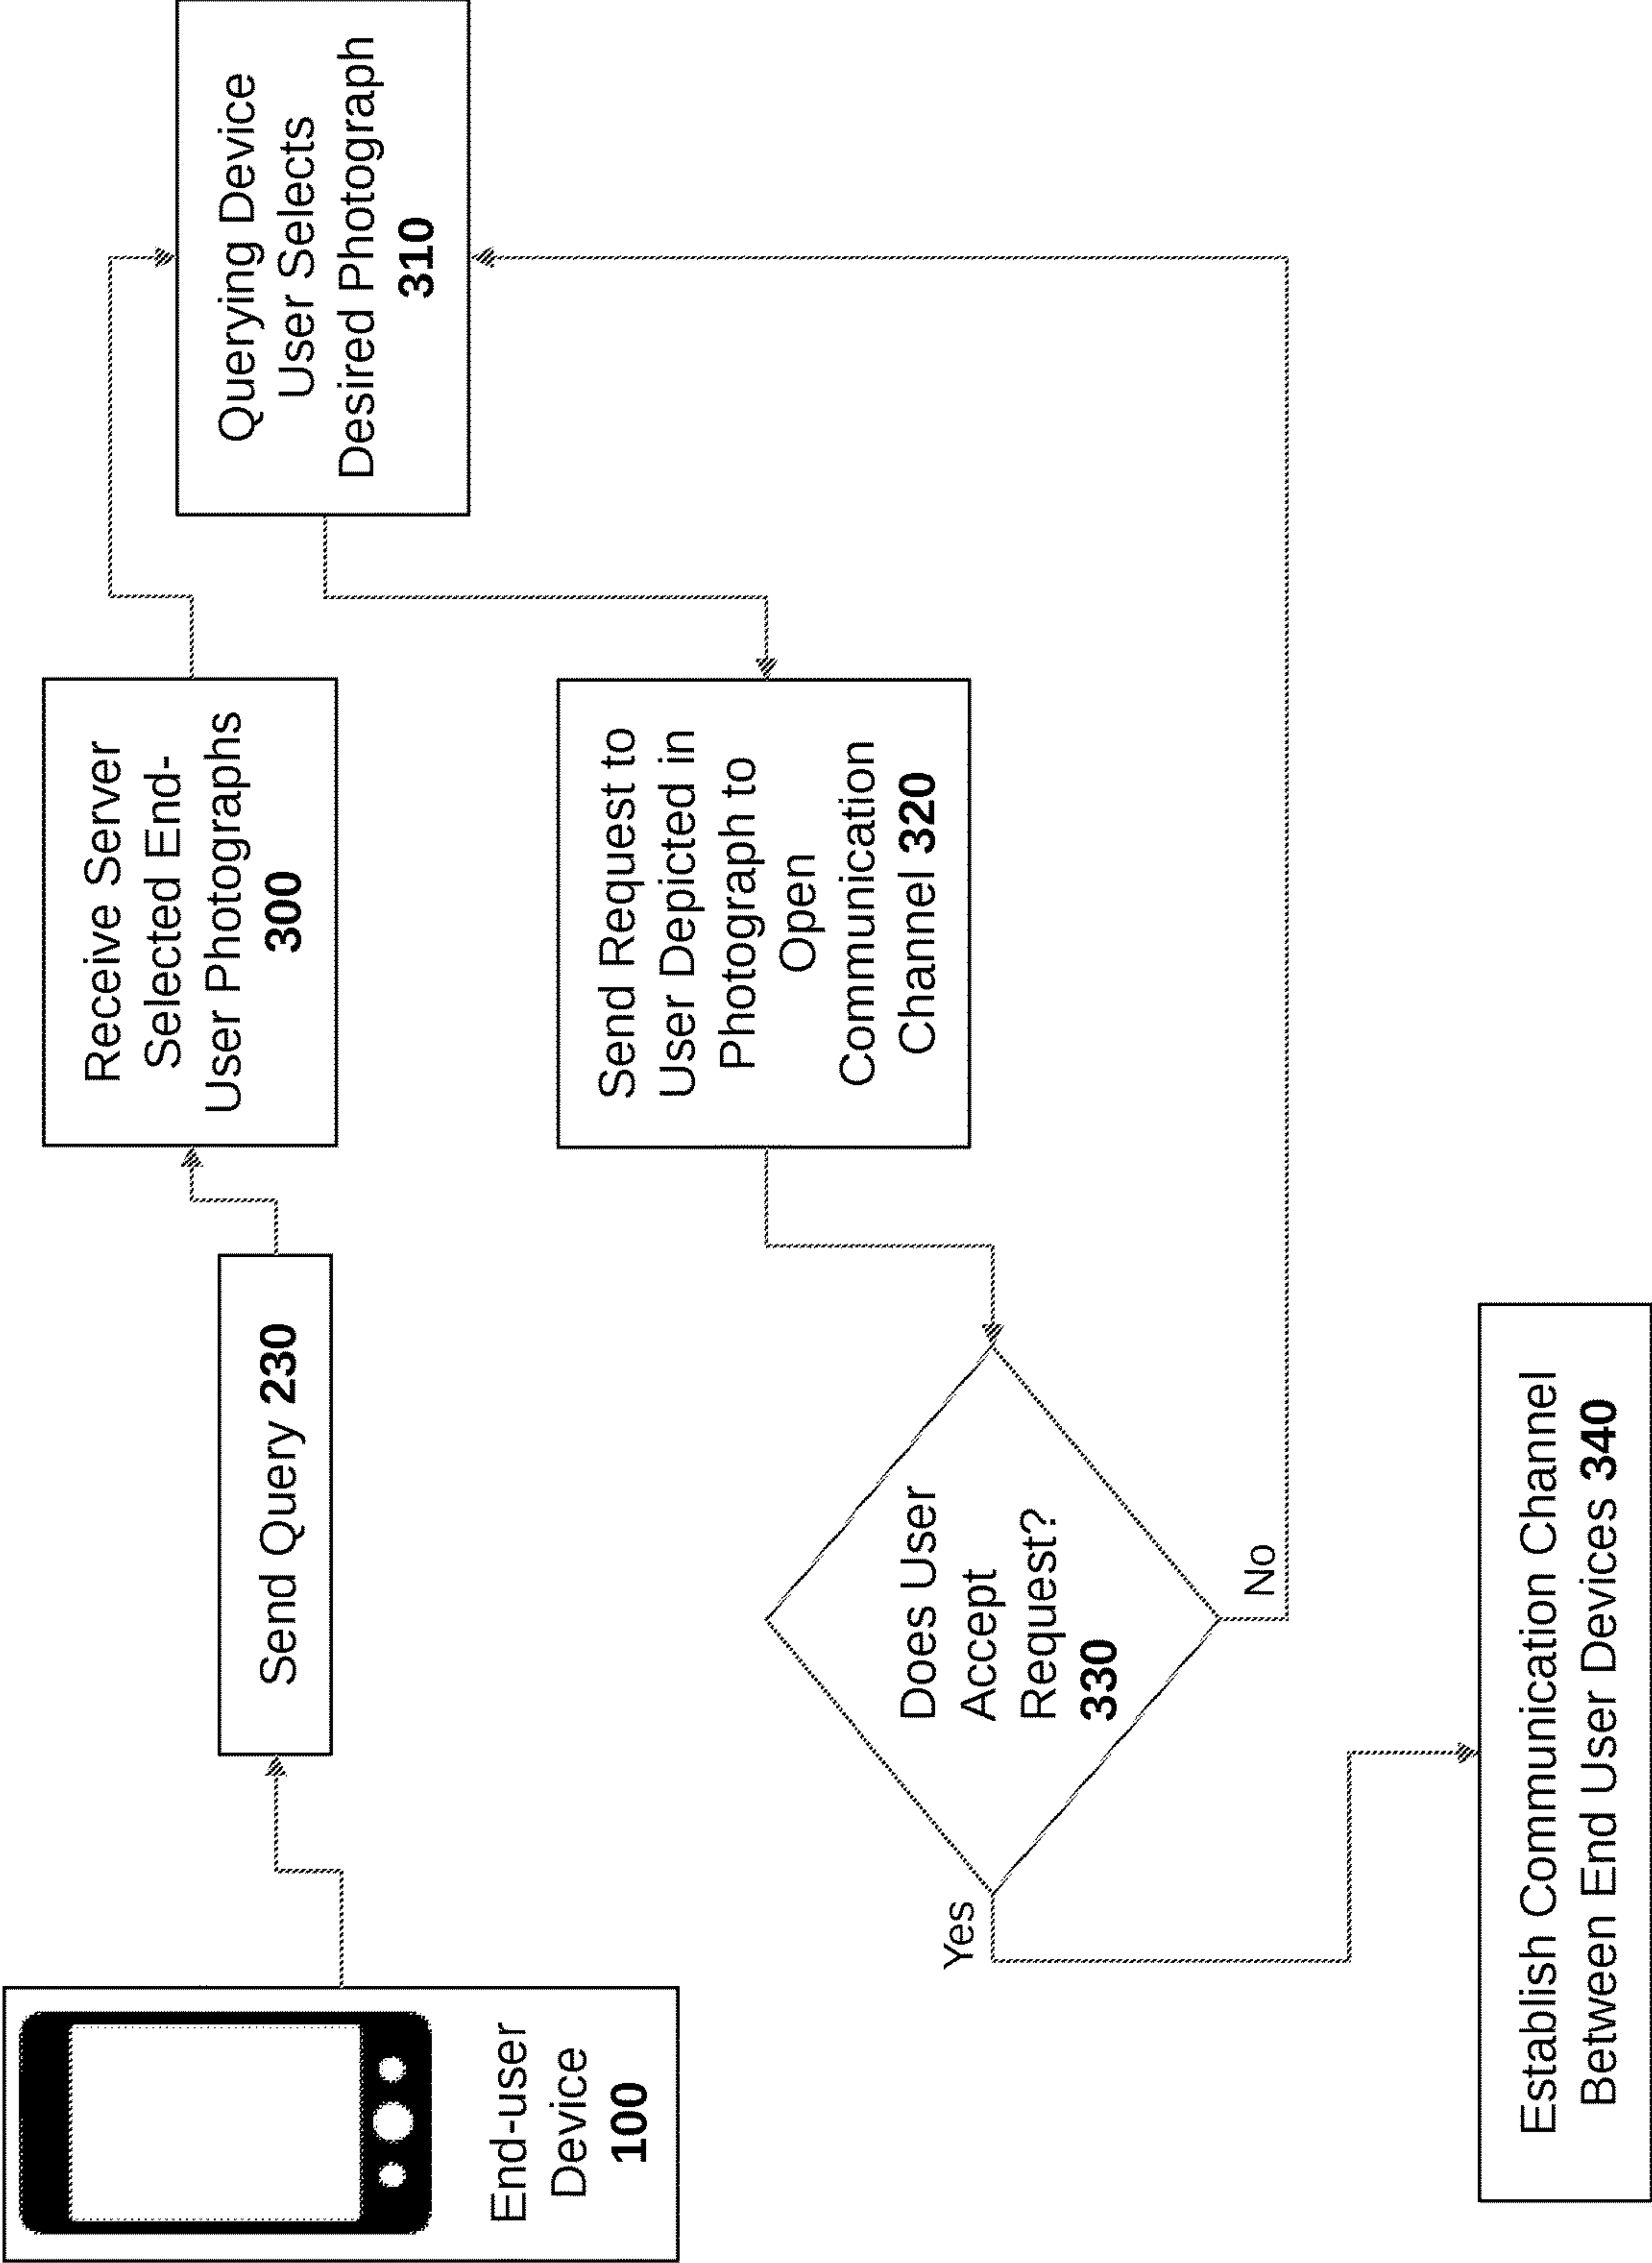 End-user
Device
100
Send Query 230
Receive Server
Selected End-
User Photographs
300
Querying Device
User Selects
Desired Photograph
310
Send Request to
User Depicted in
Photograph to
Open
Communication
Channel 320
Does User
Accept
Request?
330
Yes
No
Establish Communication Channel
Between End User Devices 340